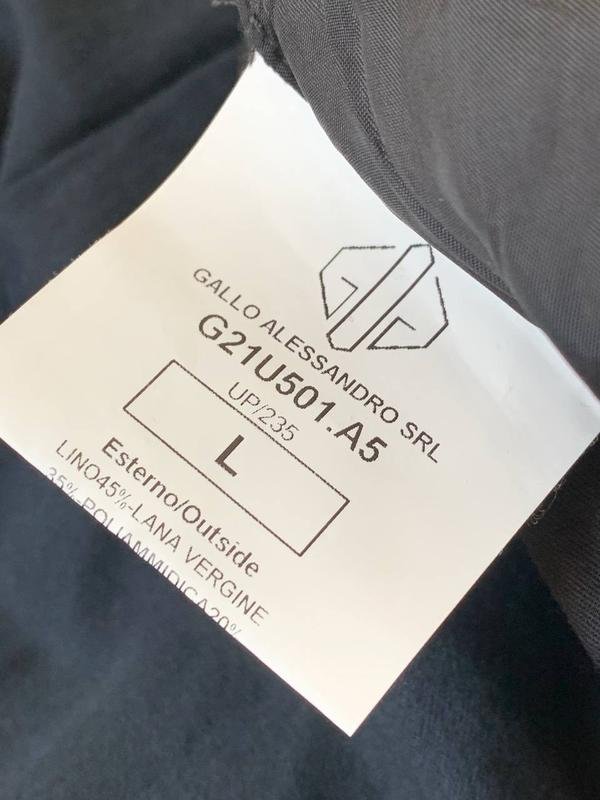 GALLO ALESSANDRO SRL
G21U501.A5
UP/235
L
Esterno/Outside
LINO45%-LANA VERGINE
35%-POLIAMMIDICA20%